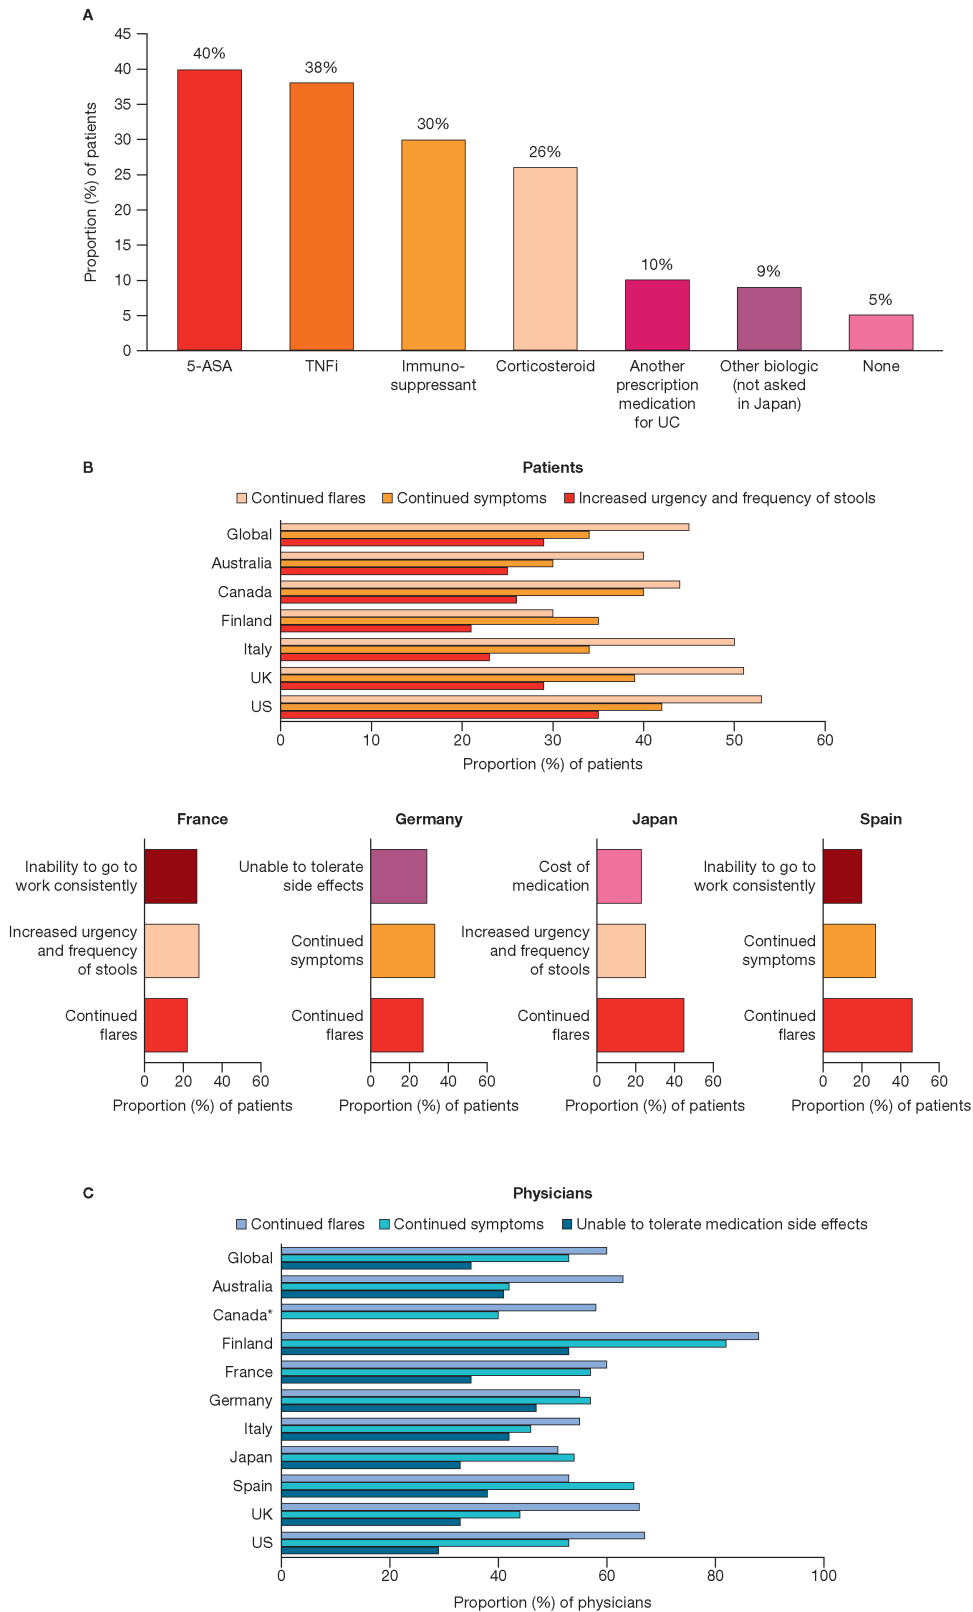 A
45
40
35
30
25
20
15
10
5
0
Proportion (%) of patients
40%
38%
30%
26%
10%
9%
5%
5-ASA
TNFi
Immuno-
suppressant
Corticosteroid
Another
prescription
medication
for UC
Other biologic
(not asked
in Japan)
None
B
Patients
Continued flares
Continued symptoms
Increased urgency and frequency of stools
Global
Australia
Canada
Finland
Italy
UK
US
0 10 20 30 40 50 60
Proportion (%) of patients
France
Inability to go to
work consistently
Increased urgency
and frequency
of stools
Continued
flares
0 20 40 60
Proportion (%) of patients
Germany
Unable to tolerate
side effects
Continued
symptoms
Continued
flares
0 20 40 60
Proportion (%) of patients
Japan
Cost of
medication
Increased urgency
and frequency
of stools
Continued
flares
0 20 40 60
Proportion (%) of patients
Spain
Inability to go to
work consistently
Continued
symptoms
Continued
flares
0 20 40 60
Proportion (%) of patients
C
Physicians
Continued flares
Continued symptoms
Unable to tolerate medication side effects
Global
Australia
Canada*
Finland
France
Germany
Italy
Japan
Spain
UK
US
0 20 40 60 80 100
Proportion (%) of physicians